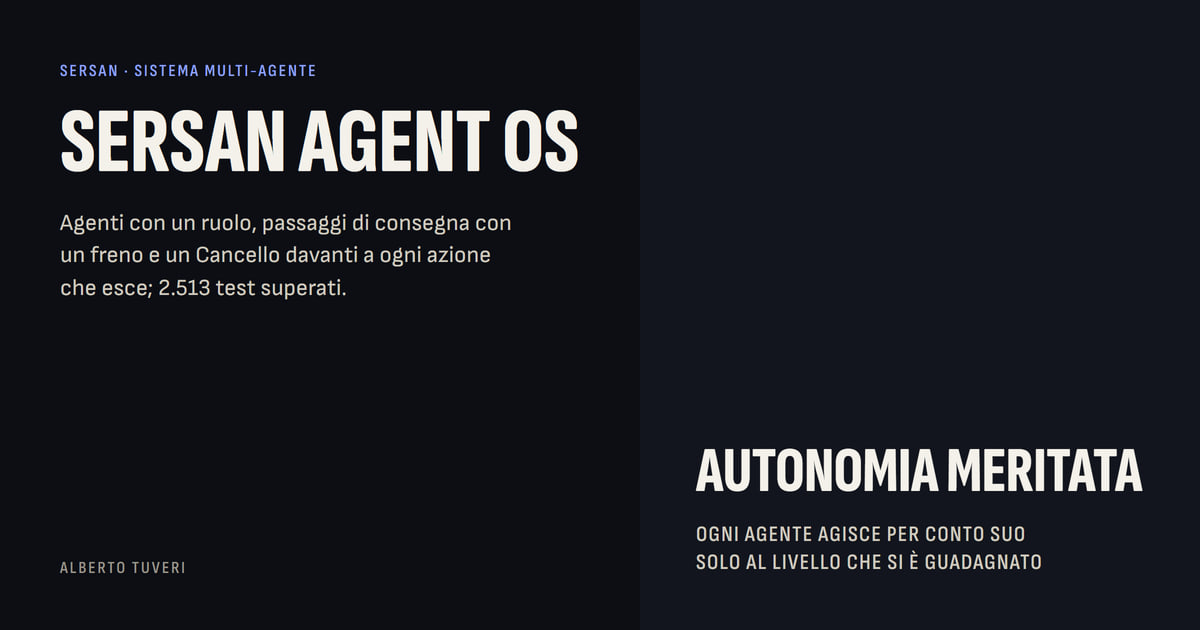 SERSAN · SISTEMA MULTI-AGENTE
SERSAN AGENT OS
Agenti con un ruolo, passaggi di consegna con
un freno e un Cancello davanti a ogni azione
che esce; 2.513 test superati.
ALBERTO TUVERI
AUTONOMIA MERITATA
OGNI AGENTE AGISCE PER CONTO SUO
SOLO AL LIVELLO CHE SI È GUADAGNATO